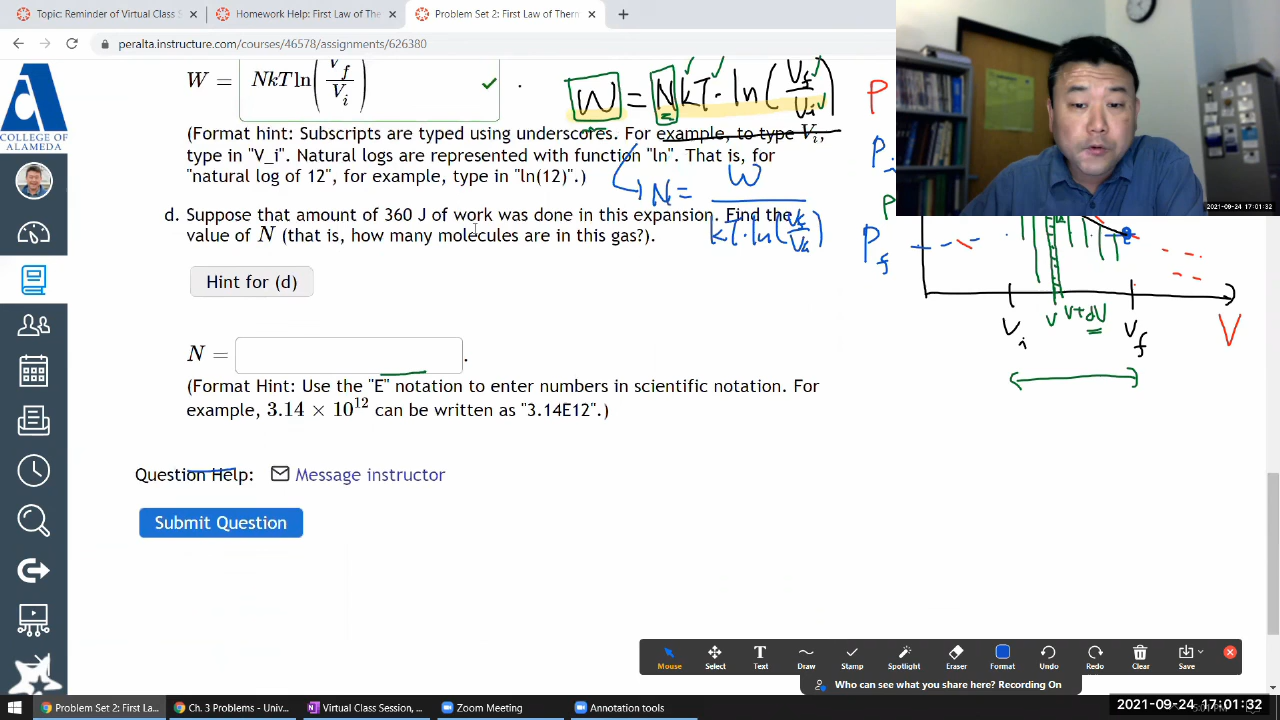 Topic: Reminder of Virtual Class S
Homework Help: First Law of The
Problem Set 2: First Law of Therm
peralta.instructure.com/courses/46578/assignments/626380
COLLEGE OF
ALAMEDA
W = NkT ln(V_f/V_i) .
W = NkT · ln(V_f/V_i)
(Format hint: Subscripts are typed using underscores. For example, to type V_i,
type in "V_i". Natural logs are represented with function "ln". That is, for
"natural log of 12", for example, type in "ln(12)".)
N = W / kT · ln(V_f/V_i)
d. Suppose that amount of 360 J of work was done in this expansion. Find the
value of N (that is, how many molecules are in this gas?).
Hint for (d)
N = .
(Format Hint: Use the "E" notation to enter numbers in scientific notation. For
example, 3.14 × 10^12 can be written as "3.14E12".)
Question Help: Message instructor
Submit Question
P
P_i
P
P_f
V_i V V+dV V_f V
2021-09-24 17:01:32
Mouse Select Text Draw Stamp Spotlight Eraser Format Undo Redo Clear Save
Who can see what you share here? Recording On
Problem Set 2: First La...
Ch. 3 Problems - Univ...
Virtual Class Session, ...
Zoom Meeting
Annotation tools
2021-09-24 17:01:32